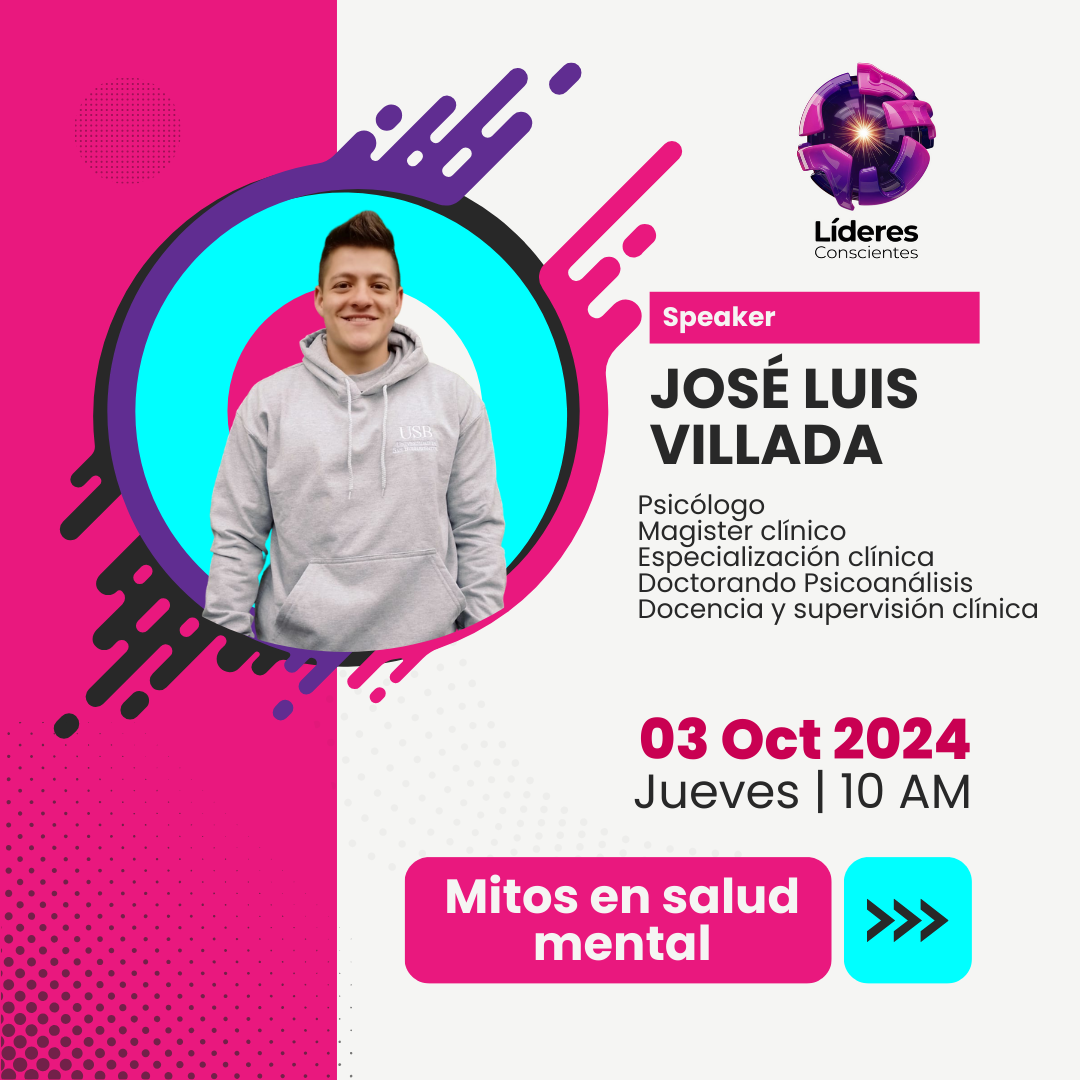 Líderes
Conscientes
Speaker
JOSÉ LUIS
VILLADA
Psicólogo
Magister clínico
Especialización clínica
Doctorando Psicoanálisis
Docencia y supervisión clínica
USB
03 Oct 2024
Jueves | 10 AM
Mitos en salud
mental